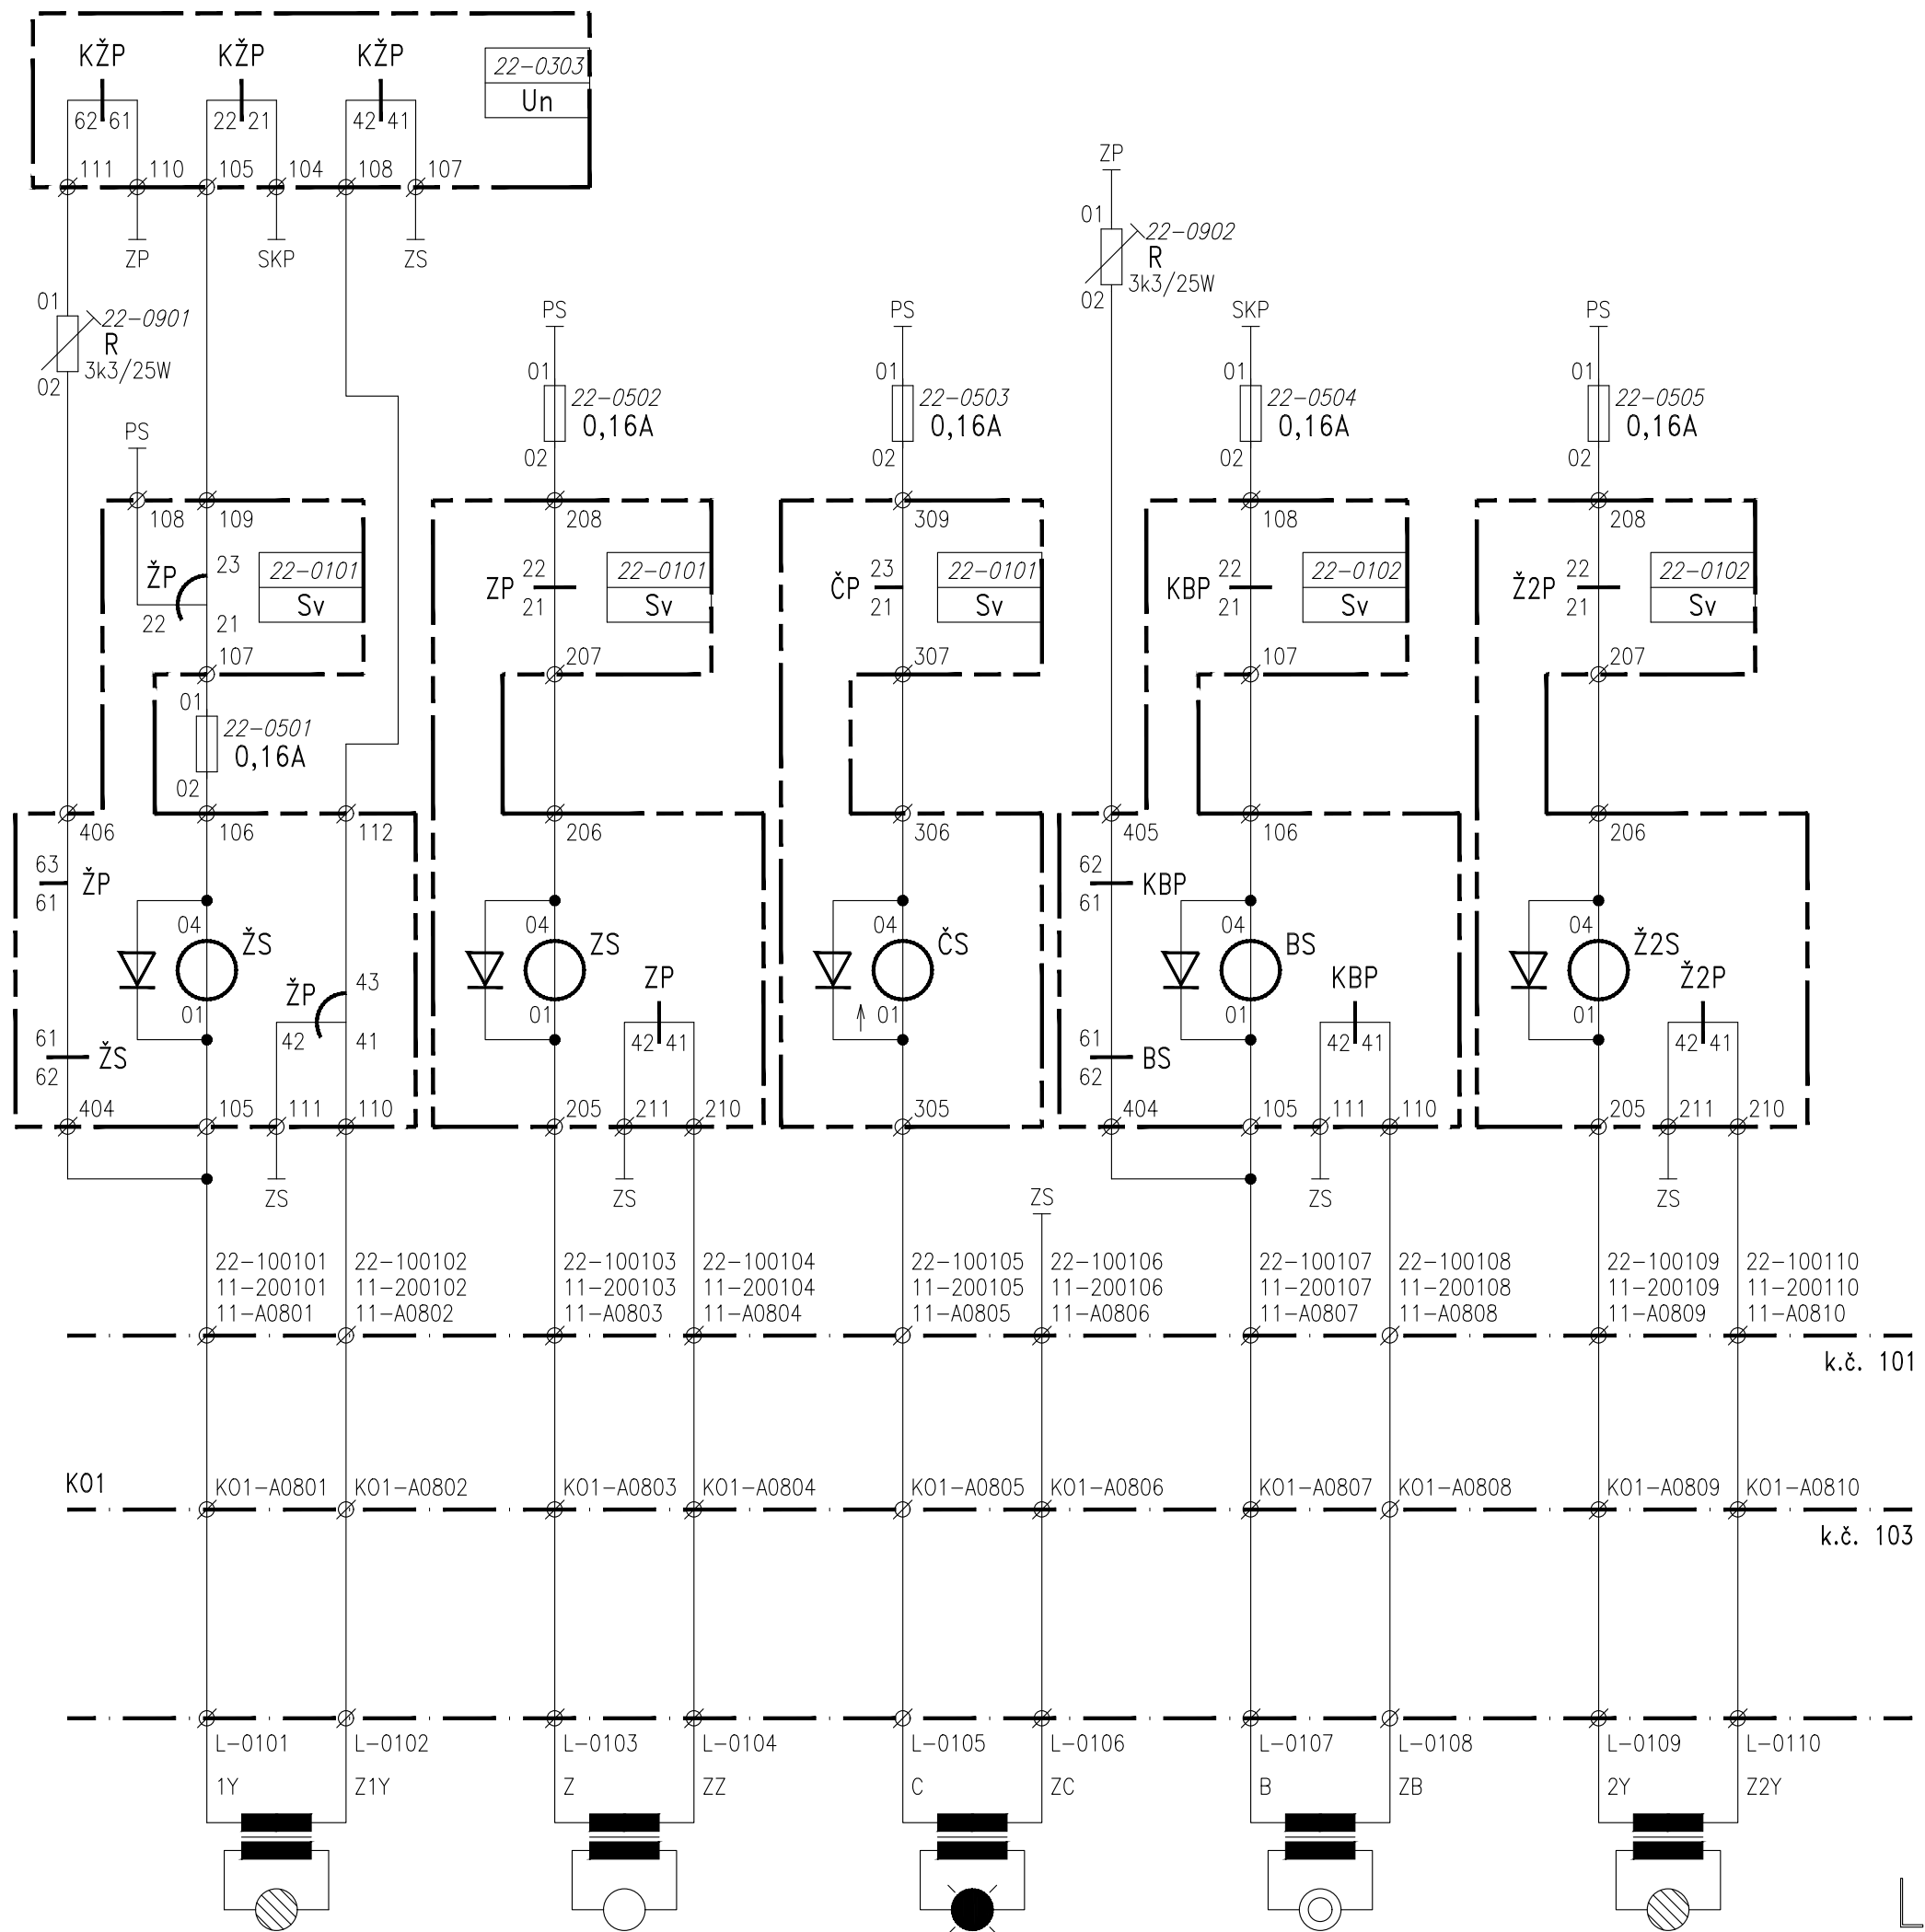 KŽP KŽP KŽP
22-0303
Un
62 61 22 21 42 41
111 110 105 104 108 107
ZP SKP ZS
ZP
01
22-0902
R
3k3/25W
02
01
22-0901
R
3k3/25W
02
PS PS SKP PS
01 01 01 01
22-0502 22-0503 22-0504 22-0505
0,16A 0,16A 0,16A 0,16A
02 02 02 02
PS
108 109 208 309 108 208
ŽP 23 22-0101 ZP 22 22-0101 ČP 23 22-0101 KBP 22 22-0102 Ž2P 22 22-0102
22 21 Sv 21 Sv 21 Sv 21 Sv 21 Sv
107 207 307 107 207
01
22-0501
0,16A
02
406 106 112 206 306 405 106 206
63 62
ŽP KBP
61 61
04 ŽS 04 ZS 04 ČS 04 BS 04 Ž2S
ŽP 43 ZP KBP Ž2P
01 01 01 01 01
42 41 42 41 42 41 42 41
61 61
ŽS BS
62 62
404 105 111 110 205 211 210 305 404 105 111 110 205 211 210
ZS ZS ZS ZS ZS
22-100101 22-100102 22-100103 22-100104 22-100105 22-100106 22-100107 22-100108 22-100109 22-100110
11-200101 11-200102 11-200103 11-200104 11-200105 11-200106 11-200107 11-200108 11-200109 11-200110
11-A0801 11-A0802 11-A0803 11-A0804 11-A0805 11-A0806 11-A0807 11-A0808 11-A0809 11-A0810
k.č. 101
K01 K01-A0801 K01-A0802 K01-A0803 K01-A0804 K01-A0805 K01-A0806 K01-A0807 K01-A0808 K01-A0809 K01-A0810
k.č. 103
L-0101 L-0102 L-0103 L-0104 L-0105 L-0106 L-0107 L-0108 L-0109 L-0110
1Y Z1Y Z ZZ C ZC B ZB 2Y Z2Y